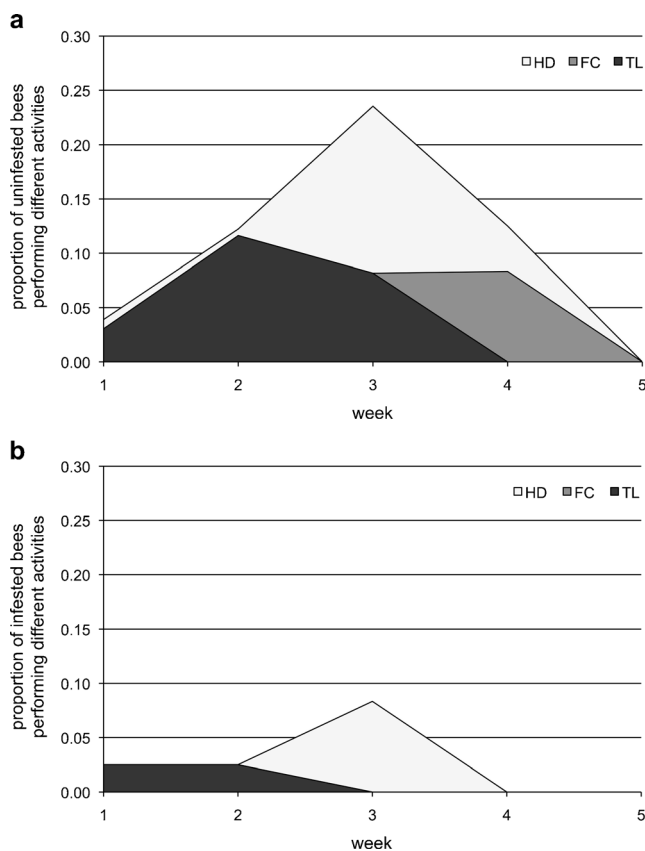 a
proportion of uninfested bees
performing different activities
0.30
0.25
0.20
0.15
0.10
0.05
0.00
HD FC TL
1 2 3 4 5
week
b
proportion of infested bees
performing different activities
0.30
0.25
0.20
0.15
0.10
0.05
0.00
HD FC TL
1 2 3 4 5
week